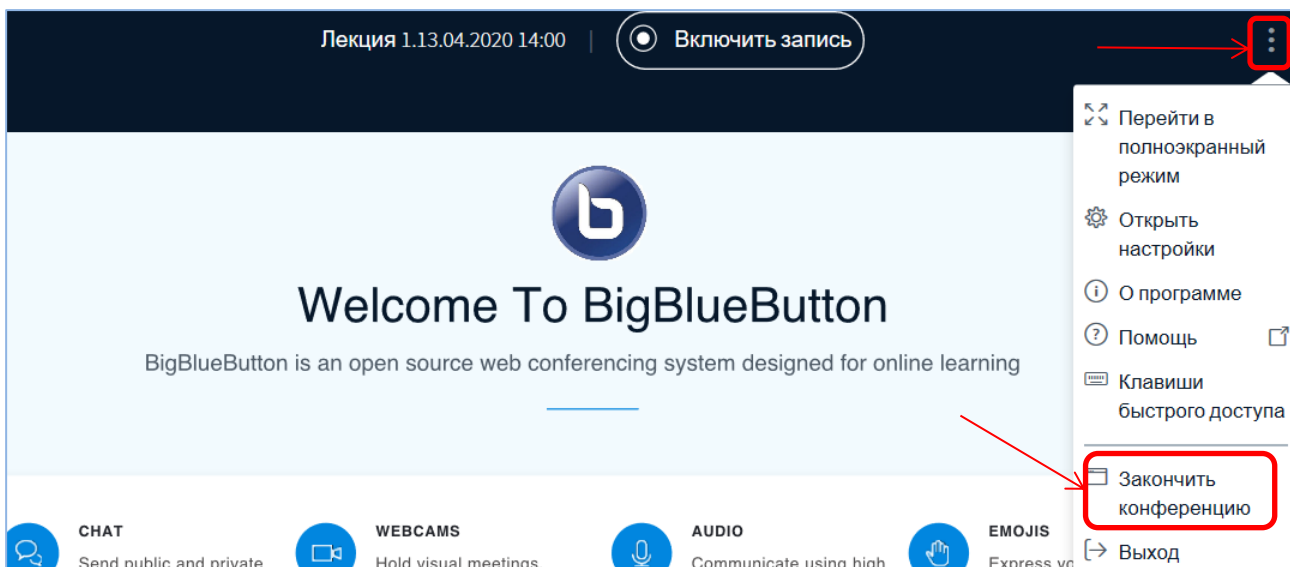 Лекция 1.13.04.2020 14:00 | Включить запись
Перейти в
полноэкранный
режим
Открыть
настройки
О программе
Помощь
Клавиши
быстрого доступа
Закончить
конференцию
Выход
Welcome To BigBlueButton
BigBlueButton is an open source web conferencing system designed for online learning
CHAT
Send public and private
WEBCAMS
Hold visual meetings
AUDIO
Communicate using high
EMOJIS
Express